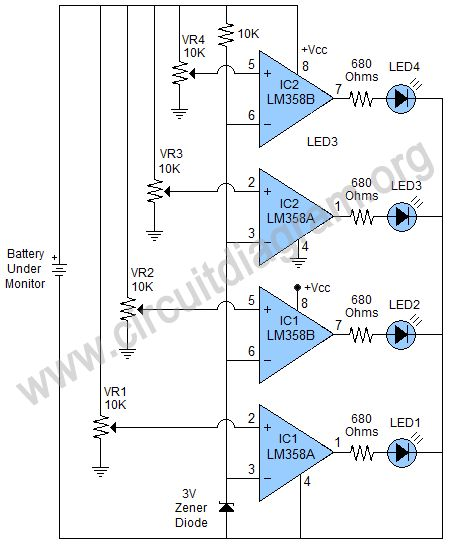 VR4
10K
10K
+Vcc
5
+
8
IC2
LM358B
7
680
Ohms
LED4
6
−
LED3
VR3
10K
2
+
IC2
LM358A
1
680
Ohms
LED3
3
−
4
Battery
Under
Monitor
+
VR2
10K
+Vcc
5
+
8
IC1
LM358B
7
680
Ohms
LED2
6
−
VR1
10K
2
+
IC1
LM358A
1
680
Ohms
LED1
3
−
4
3V
Zener
Diode
www.circuitdiagram.org